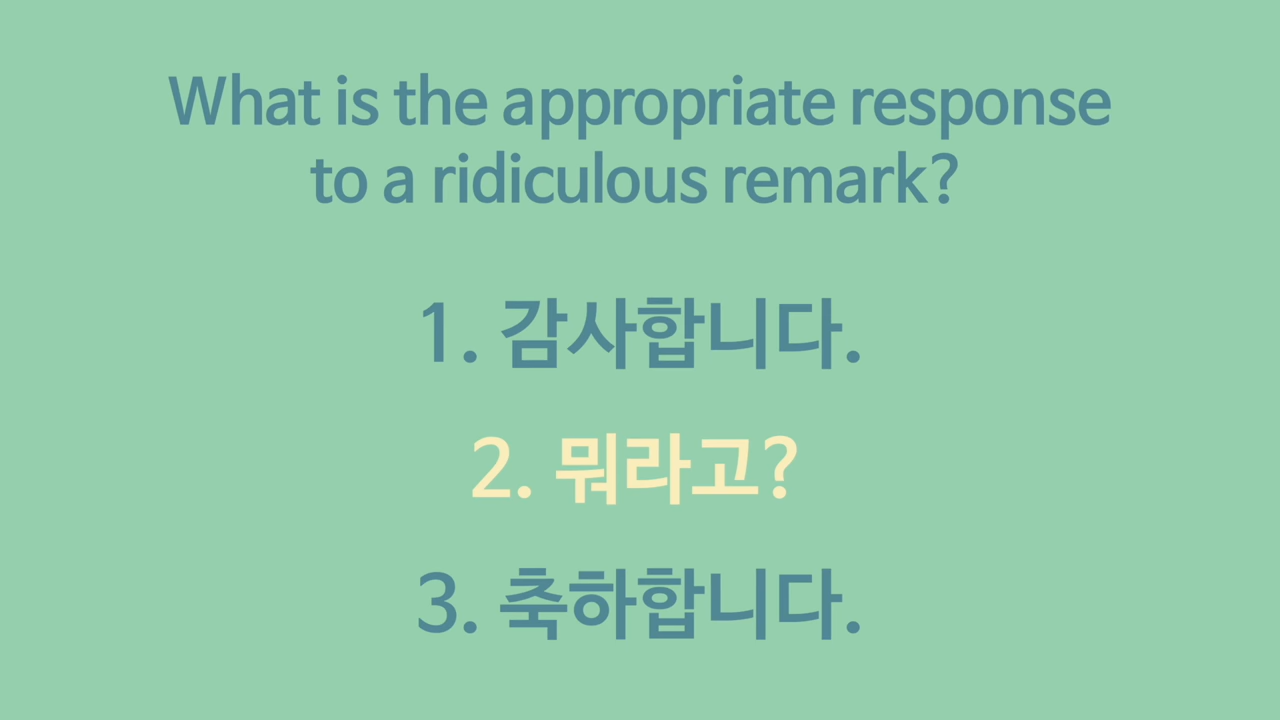 What is the appropriate response
to a ridiculous remark?
1. 감사합니다.
2. 뭐라고?
3. 축하합니다.